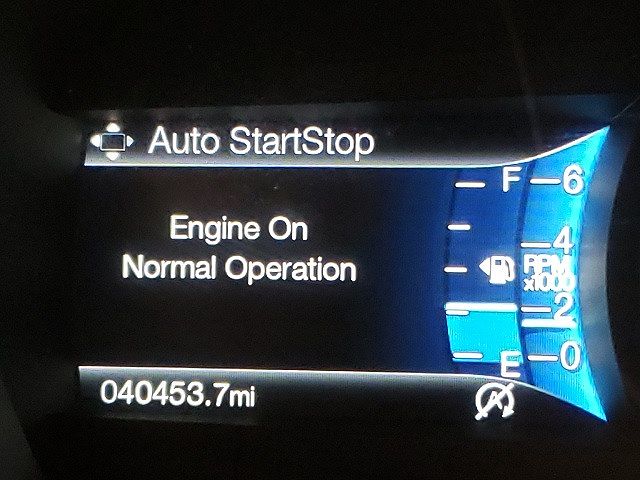 Auto StartStop
Engine On
Normal Operation
F
6
4
RPM
x1000
2
E
0
040453.7mi
A